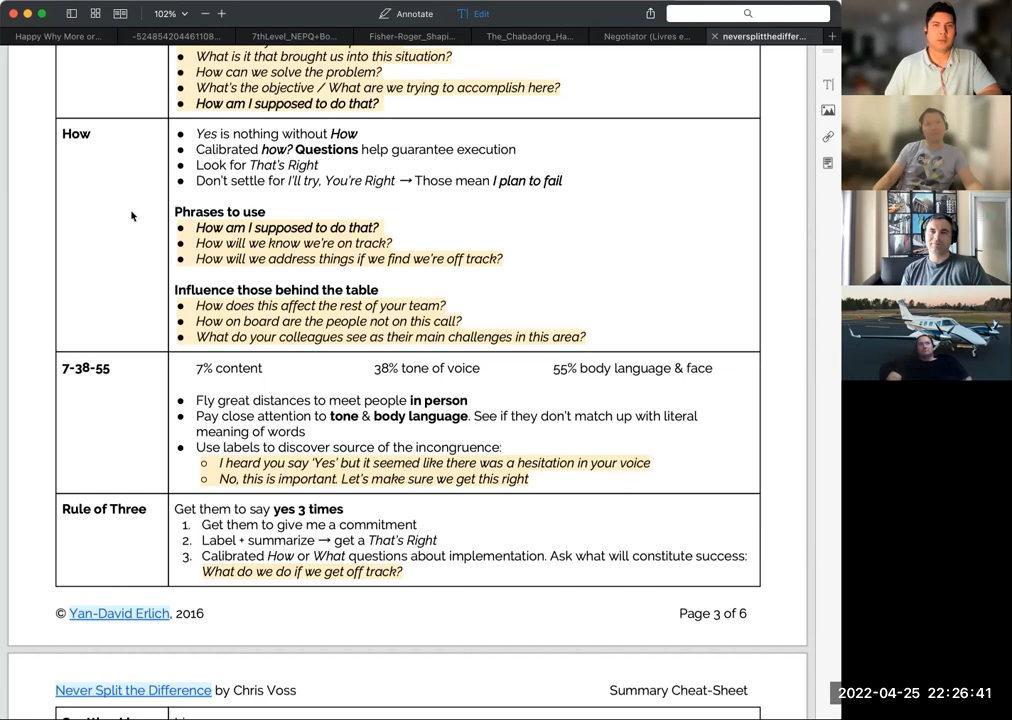 102%
Annotate
Edit
Happy Why More or...
-524854204461108...
7thLevel_NEPQ+Bo...
Fisher-Roger_Shapi...
The_Chabadorg_Ha...
Negotiator (Livres e...
neversplitthediffer...
What is it that brought us into this situation?
How can we solve the problem?
What's the objective / What are we trying to accomplish here?
How am I supposed to do that?
How
Yes is nothing without How
Calibrated how? Questions help guarantee execution
Look for That's Right
Don't settle for I'll try, You're Right → Those mean I plan to fail
Phrases to use
How am I supposed to do that?
How will we know we're on track?
How will we address things if we find we're off track?
Influence those behind the table
How does this affect the rest of your team?
How on board are the people not on this call?
What do your colleagues see as their main challenges in this area?
7-38-55
7% content 38% tone of voice 55% body language & face
Fly great distances to meet people in person
Pay close attention to tone & body language. See if they don't match up with literal
meaning of words
Use labels to discover source of the incongruence:
I heard you say 'Yes' but it seemed like there was a hesitation in your voice
No, this is important. Let's make sure we get this right
Rule of Three
Get them to say yes 3 times
1. Get them to give me a commitment
2. Label + summarize → get a That's Right
3. Calibrated How or What questions about implementation. Ask what will constitute success:
What do we do if we get off track?
© Yan-David Erlich, 2016 Page 3 of 6
Never Split the Difference by Chris Voss Summary Cheat-Sheet
2022-04-25 22:26:41